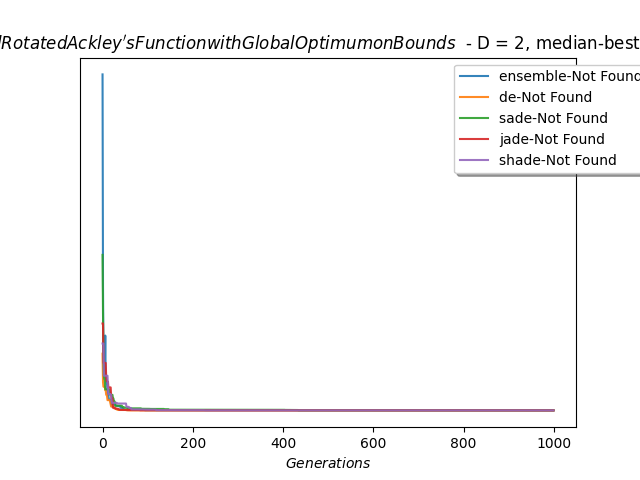 RotatedAckley'sFunctionwithGlobalOptimumonBounds - D = 2, median-best
ensemble-Not Found
de-Not Found
sade-Not Found
jade-Not Found
shade-Not Found
0 200 400 600 800 1000
Generations